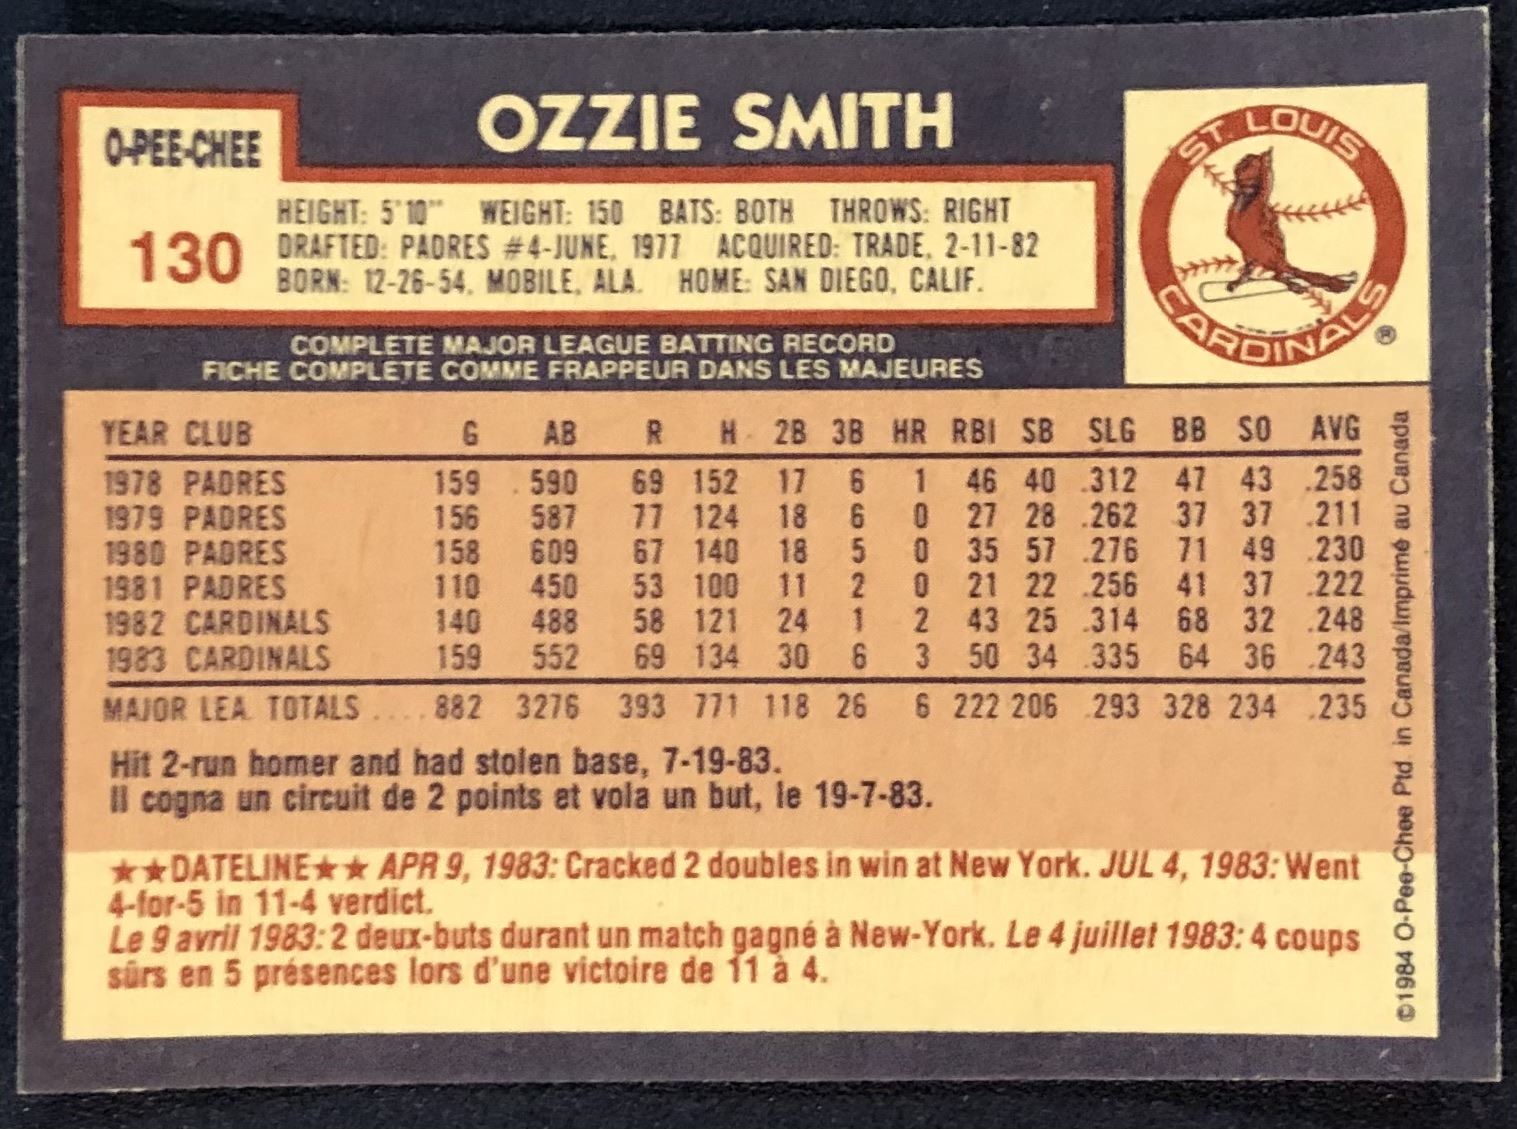 OZZIE SMITH
O-PEE-CHEE
130
HEIGHT: 5'10" WEIGHT: 150 BATS: BOTH THROWS: RIGHT
DRAFTED: PADRES #4-JUNE, 1977 ACQUIRED: TRADE, 2-11-82
BORN: 12-26-54, MOBILE, ALA. HOME: SAN DIEGO, CALIF.
ST LOUIS
CARDINALS
®
COMPLETE MAJOR LEAGUE BATTING RECORD
FICHE COMPLETE COMME FRAPPEUR DANS LES MAJEURES
YEAR CLUB G AB R H 2B 3B HR RBI SB SLG BB SO AVG
1978 PADRES 159 590 69 152 17 6 1 46 40 .312 47 43 .258
1979 PADRES 156 587 77 124 18 6 0 27 28 .262 37 37 .211
1980 PADRES 158 609 67 140 18 5 0 35 57 .276 71 49 .230
1981 PADRES 110 450 53 100 11 2 0 21 22 .256 41 37 .222
1982 CARDINALS 140 488 58 121 24 1 2 43 25 .314 68 32 .248
1983 CARDINALS 159 552 69 134 30 6 3 50 34 .335 64 36 .243
MAJOR LEA. TOTALS .... 882 3276 393 771 118 26 6 222 206 .293 328 234 .235
Hit 2-run homer and had stolen base, 7-19-83.
Il cogna un circuit de 2 points et vola un but, le 19-7-83.
★★DATELINE★★ APR 9, 1983: Cracked 2 doubles in win at New York. JUL 4, 1983: Went
4-for-5 in 11-4 verdict.
Le 9 avril 1983: 2 deux-buts durant un match gagné à New-York. Le 4 juillet 1983: 4 coups
sûrs en 5 présences lors d'une victoire de 11 à 4.
©1984 O-Pee-Chee Ptd. in Canada/Imprimé au Canada